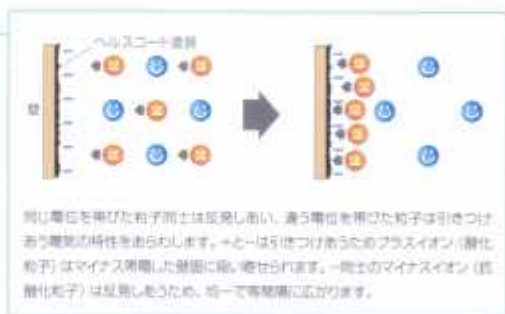 ヘルスコート塗装
壁
同じ電位を帯びた粒子同士は反発しあい、違う電位を帯びた粒子は引きつけ
あう電気の特性をあらわします。+と−は引きつけあうためプラスイオン(酸化
粒子)はマイナス帯電した壁面に吸い寄せられます。−同士のマイナスイオン(抗
酸化粒子)は反発しあうため、均一で等間隔に広がります。